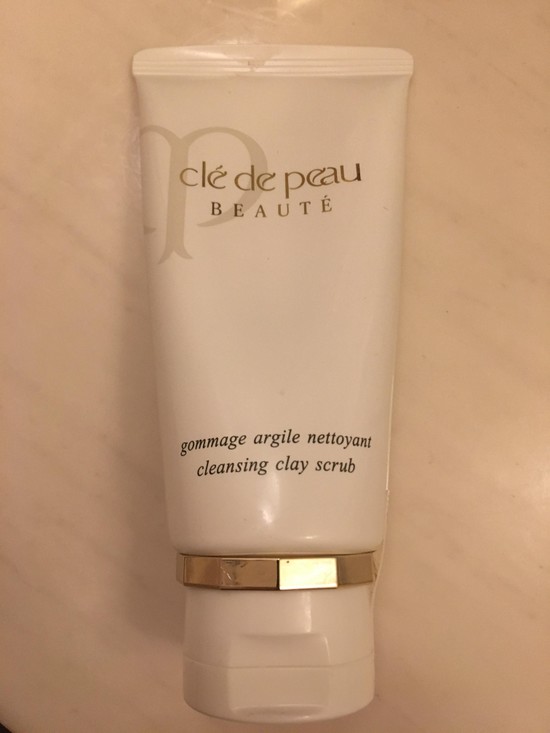 clé de peau
BEAUTÉ
gommage argile nettoyant
cleansing clay scrub